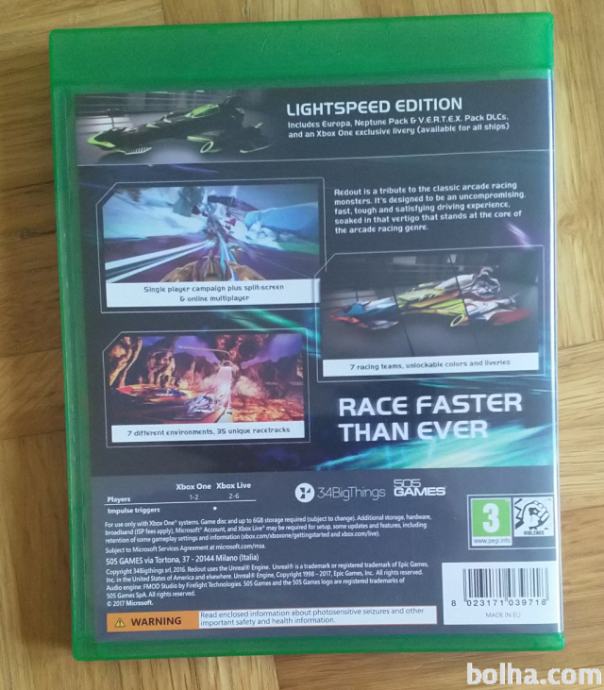 LIGHTSPEED EDITION
Includes Europa, Neptune Pack & V.E.R.T.E.X. Pack DLCs,
and an Xbox One exclusive livery (available for all ships)
Redout is a tribute to the classic arcade racing
monsters. It's designed to be an uncompromising,
fast, tough and satisfying driving experience,
soaked in that vertigo that stands at the core of
the arcade racing genre.
Single player campaign plus split-screen
& online multiplayer
7 racing teams, unlockable colors and liveries
7 different environments, 35 unique racetracks
RACE FASTER
THAN EVER
Xbox One Xbox Live
Players 1-2 2-6
Impulse triggers •
34BigThings
505
GAMES
3
www.pegi.info
VIOLENCE
For use only with Xbox One® systems. Game disc and up to 6GB storage required (subject to change). Additional storage, hardware,
broadband (ISP fees apply), Microsoft® Account, and Xbox Live® may be required for setup, some updates and features, including
retention of some gameplay settings and information (xbox.com/xboxone/gettingstarted and xbox.com/live).
Subject to Microsoft Services Agreement at microsoft.com/msa.
505 GAMES via Tortona, 37 - 20144 Milano (Italia)
Copyright 34Bigthings srl, 2016. Redout uses the Unreal® Engine. Unreal® is a trademark or registered trademark of Epic Games,
Inc. in the United States of America and elsewhere. Unreal® Engine, Copyright 1998 – 2017, Epic Games, Inc. All rights reserved.
Audio engine: FMOD Studio by Firelight Technologies. 505 Games and the 505 Games logo are registered trademarks of
505 Games SpA. All rights reserved.
© 2017 Microsoft.
WARNING
Read enclosed information about photosensitive seizures and other
important safety and health information.
8 023171 039718
MADE IN EU
bolha.com